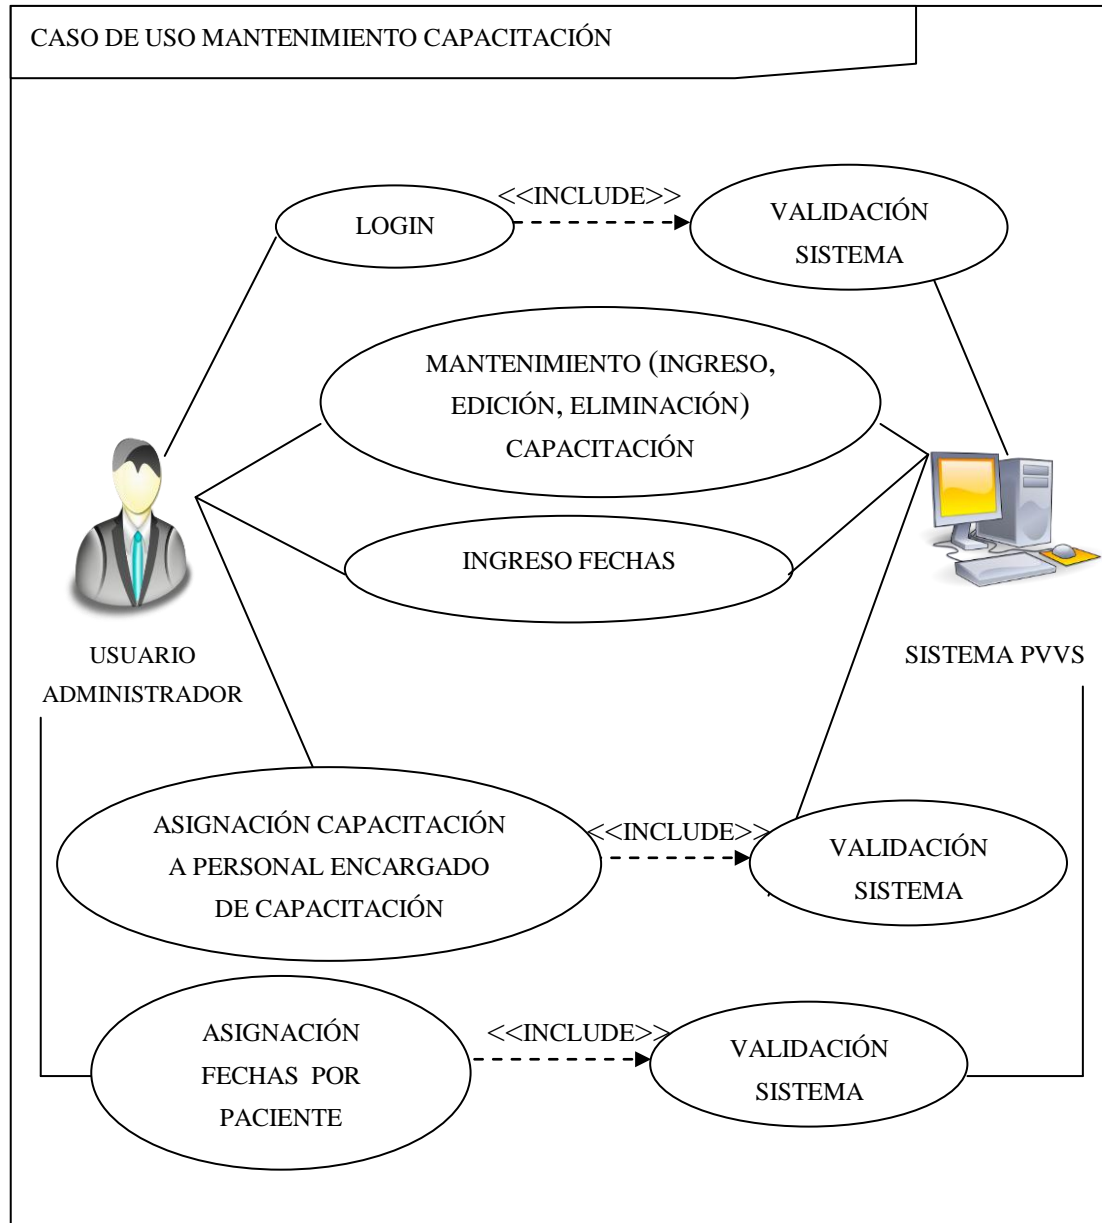 CASO DE USO MANTENIMIENTO CAPACITACIÓN
<<INCLUDE>>
LOGIN
VALIDACIÓN
SISTEMA
MANTENIMIENTO (INGRESO,
EDICIÓN, ELIMINACIÓN)
CAPACITACIÓN
INGRESO FECHAS
USUARIO
ADMINISTRADOR
SISTEMA PVVS
ASIGNACIÓN CAPACITACIÓN
A PERSONAL ENCARGADO
DE CAPACITACIÓN
<<INCLUDE>>
VALIDACIÓN
SISTEMA
ASIGNACIÓN
FECHAS POR
PACIENTE
<<INCLUDE>>
VALIDACIÓN
SISTEMA